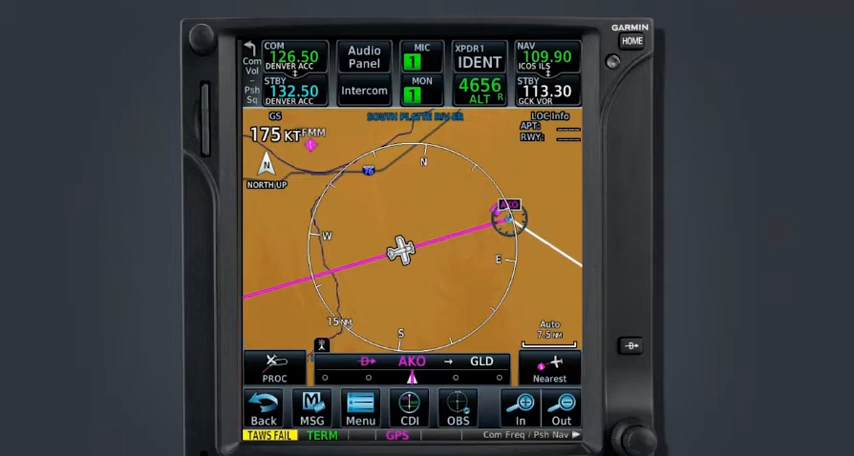 GARMIN
HOME
Com
Vol
Psh
Sq
COM
126.50
DENVER ACC
STBY
132.50
DENVER ACC
Audio
Panel
Intercom
MIC
1
MON
1
XPDR1
IDENT
4656
ALT R
NAV
109.90
ICOS ILS
STBY
113.30
GCK VOR
GS
175 KT
FMM
SOUTH PLATTE RIVER
LOC Info
APT:
RWY:
N
NORTH UP
76
N
AKO
W
E
S
15 NM
Auto
7.5 NM
PROC
D AKO → GLD
Nearest
Back
MSG
Menu
CDI
OBS
In
Out
TAWS FAIL
TERM
GPS
Com Freq / Psh Nav
D